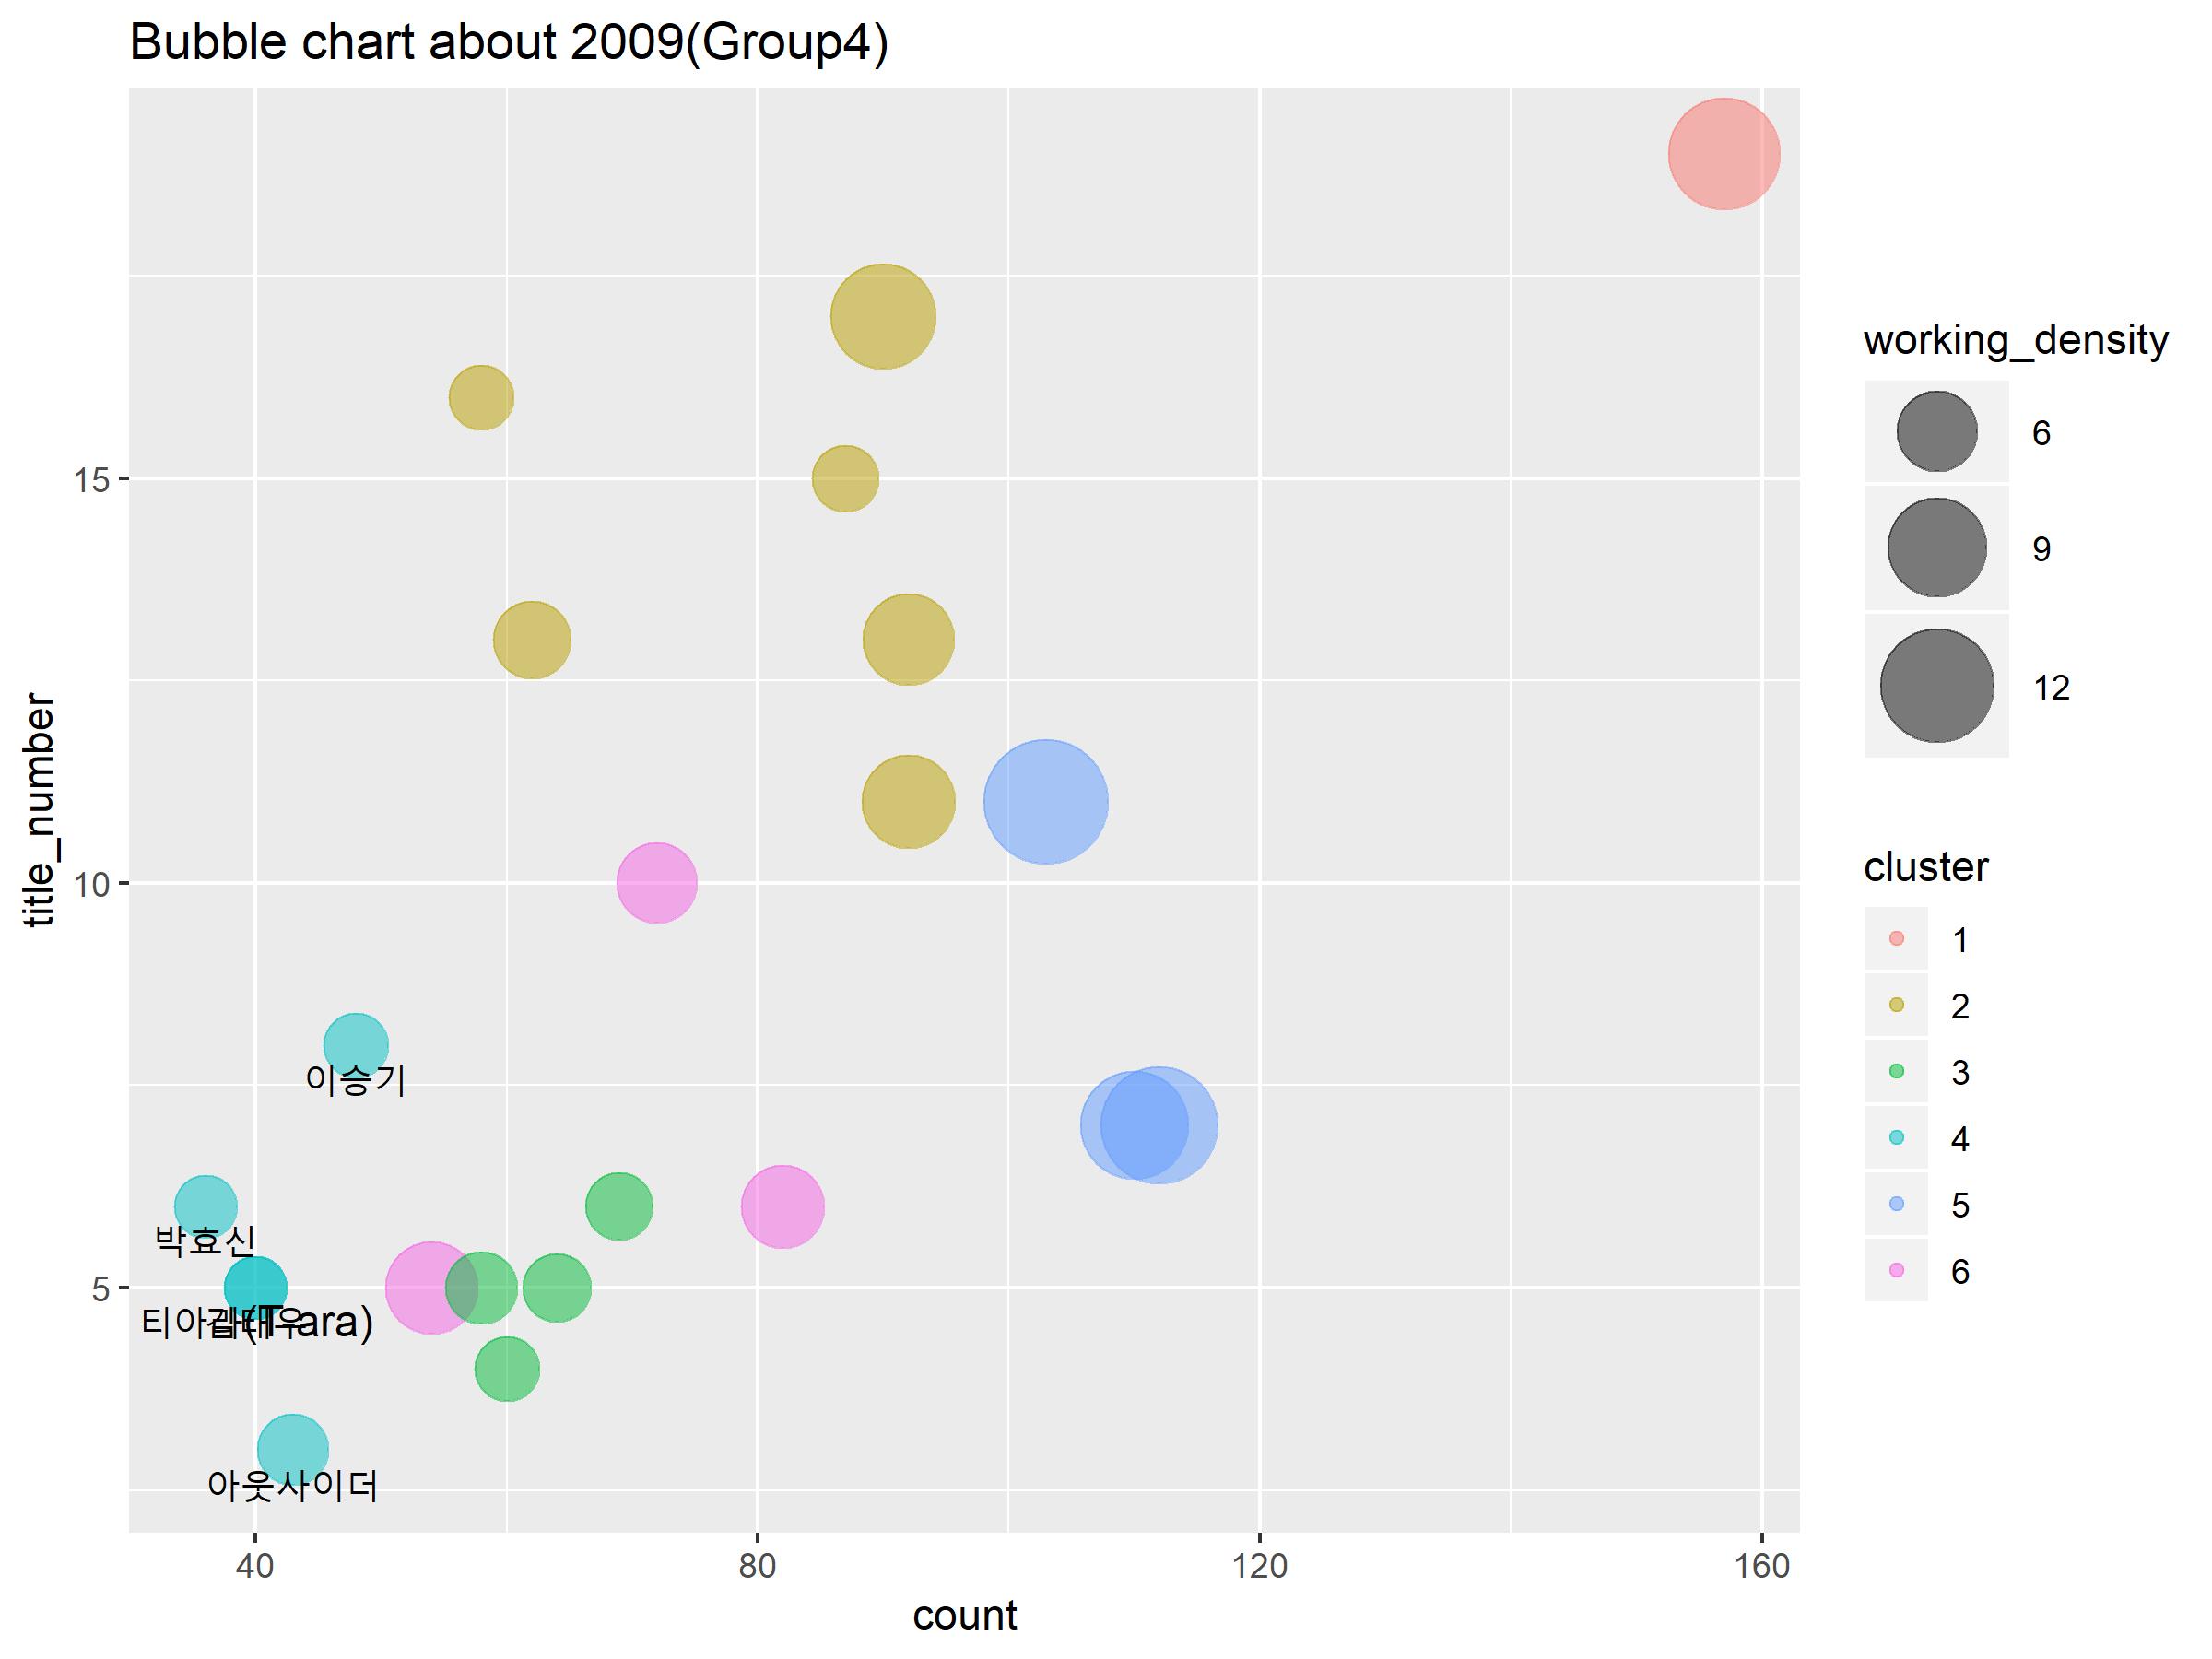 Bubble chart about 2009(Group4)
title_number
15
10
5
이승기
박효신
아웃사이더
40
80
120
160
count
working_density
6
9
12
cluster
1
2
3
4
5
6